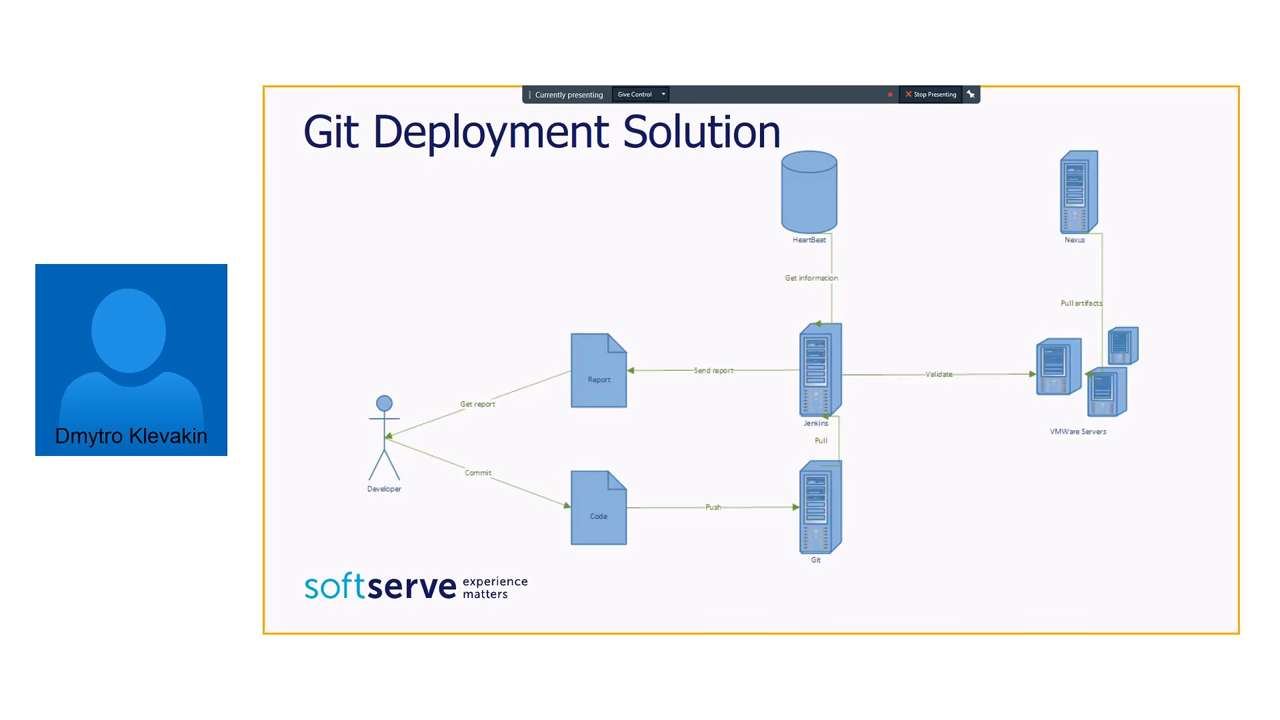 Currently presenting
Give Control
Stop Presenting
Git Deployment Solution
HeartBeat
Nexus
Get information
Pull artifacts
Report
Send report
Validate
Get report
Jenkins
VMWare Servers
Pull
Dmytro Klevakin
Commit
Developer
Code
Push
Git
softserve experience
matters